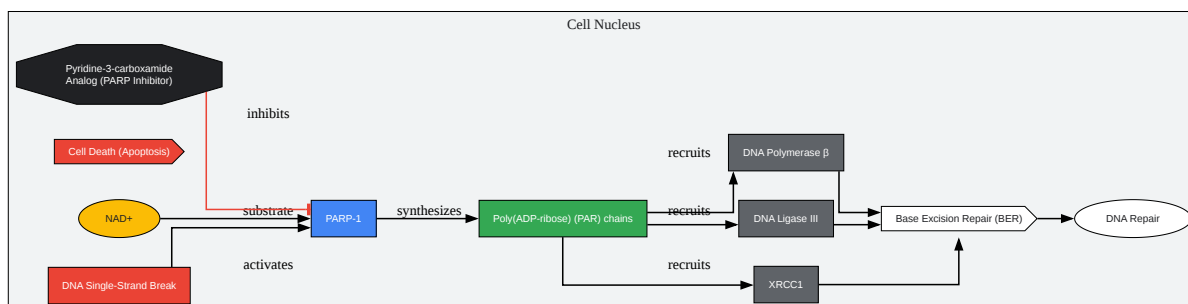 Cell Nucleus
Pyridine-3-carboxamide
Analog (PARP Inhibitor)
inhibits
Cell Death (Apoptosis)
recruits
DNA Polymerase β
NAD+
substrate
PARP-1
synthesizes
Poly(ADP-ribose) (PAR) chains
recruits
DNA Ligase III
Base Excision Repair (BER)
DNA Repair
activates
recruits
DNA Single-Strand Break
XRCC1